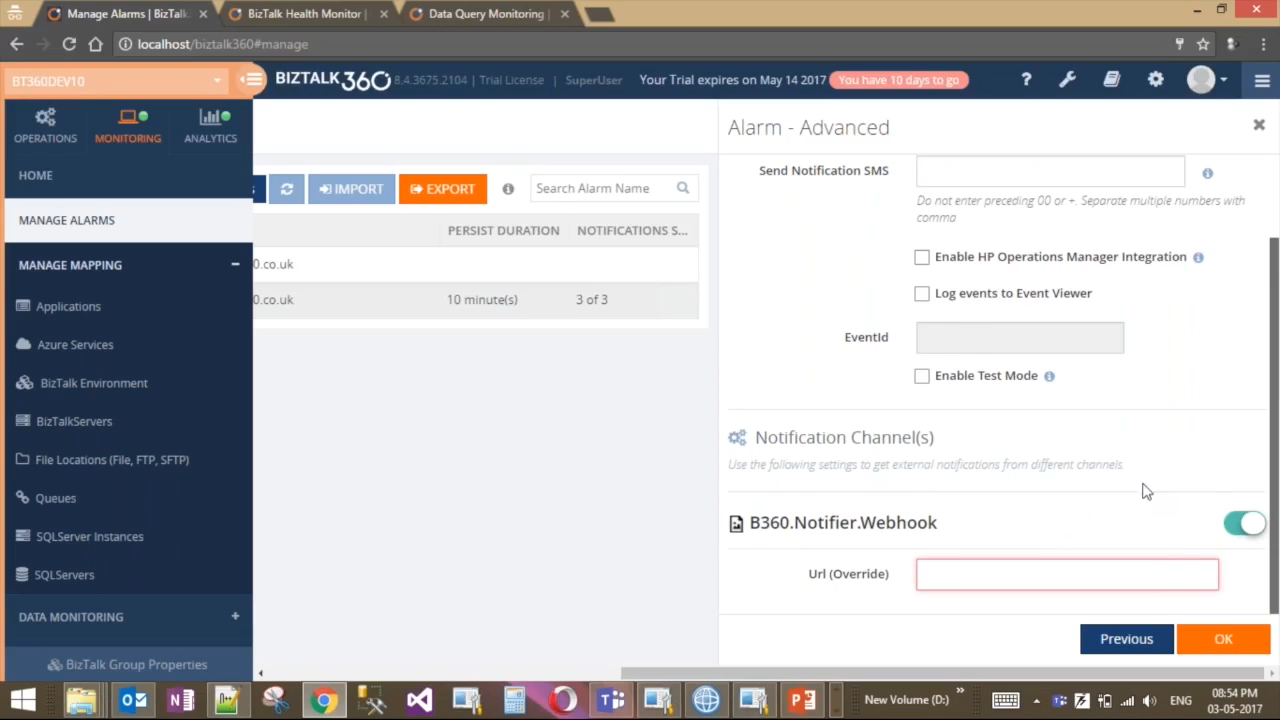 Manage Alarms | BizTalk
BizTalk Health Monitor |
Data Query Monitoring |
localhost/biztalk360#manage
BT360DEV10
BIZTALK360 8.4.3675.2104 | Trial License | SuperUser Your Trial expires on May 14 2017 You have 10 days to go
OPERATIONS MONITORING ANALYTICS
HOME
MANAGE ALARMS
MANAGE MAPPING
Applications
Azure Services
BizTalk Environment
BizTalkServers
File Locations (File, FTP, SFTP)
Queues
SQLServer Instances
SQLServers
DATA MONITORING
BizTalk Group Properties
s IMPORT EXPORT Search Alarm Name
PERSIST DURATION NOTIFICATIONS S...
0.co.uk
0.co.uk 10 minute(s) 3 of 3
Alarm - Advanced
Send Notification SMS
Do not enter preceding 00 or +. Separate multiple numbers with
comma
Enable HP Operations Manager Integration
Log events to Event Viewer
EventId
Enable Test Mode
Notification Channel(s)
Use the following settings to get external notifications from different channels.
B360.Notifier.Webhook
Url (Override)
Previous OK
New Volume (D:) ENG 08:54 PM
03-05-2017